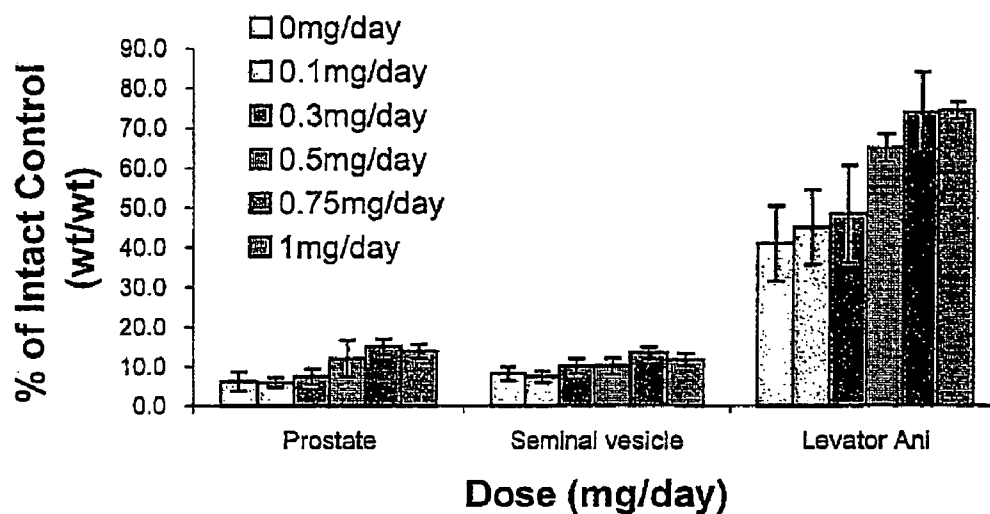 % of Intact Control
(wt/wt)
90.0
80.0
70.0
60.0
50.0
40.0
30.0
20.0
10.0
0.0
0mg/day
0.1mg/day
0.3mg/day
0.5mg/day
0.75mg/day
1mg/day
Prostate
Seminal vesicle
Levator Ani
Dose (mg/day)